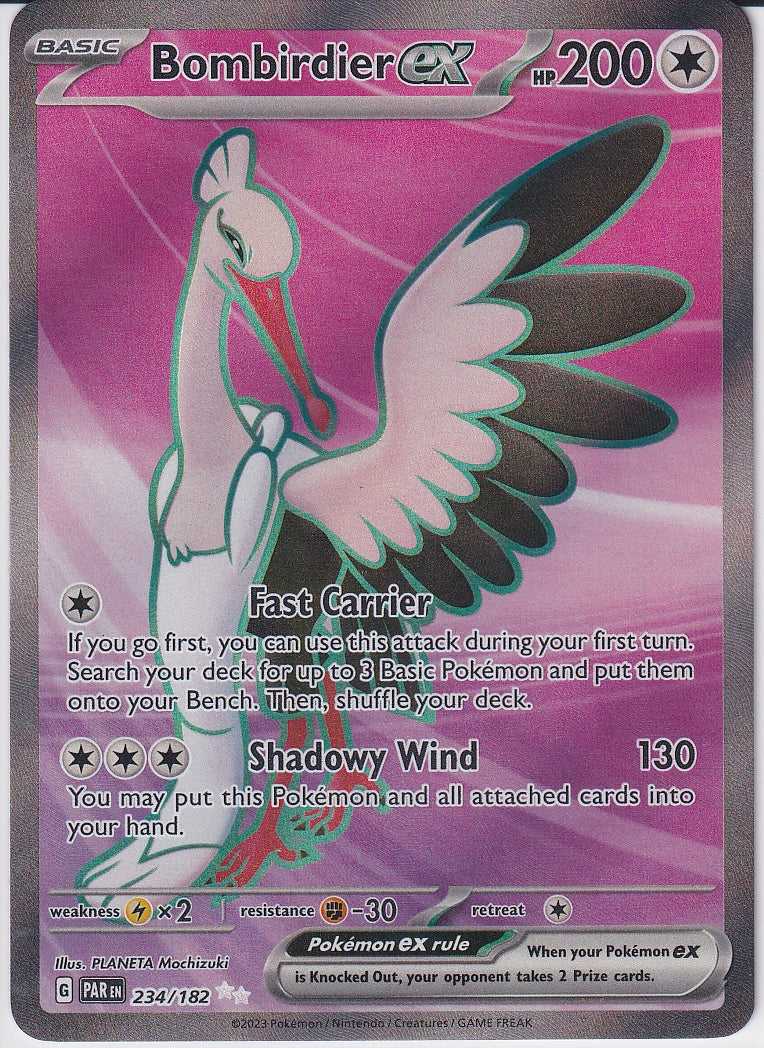 BASIC Bombirdier ex HP 200
Fast Carrier
If you go first, you can use this attack during your first turn.
Search your deck for up to 3 Basic Pokémon and put them
onto your Bench. Then, shuffle your deck.
Shadowy Wind 130
You may put this Pokémon and all attached cards into
your hand.
weakness ×2 resistance -30 retreat
Illus. PLANETA Mochizuki
Pokémon ex rule When your Pokémon ex
is Knocked Out, your opponent takes 2 Prize cards.
G PAR EN 234/182
©2023 Pokémon / Nintendo / Creatures / GAME FREAK